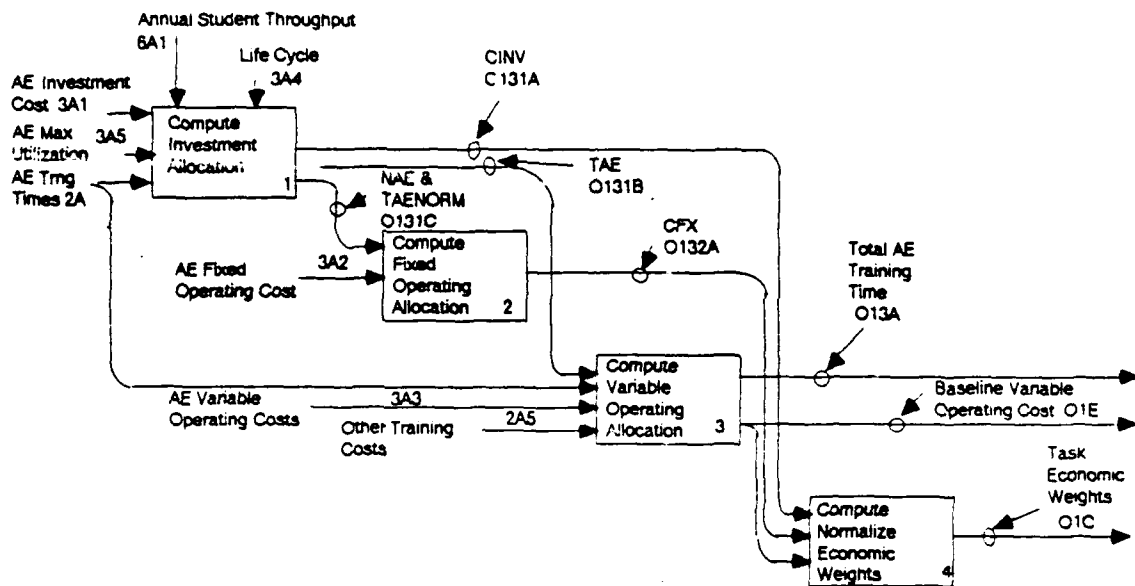 Annual Student Throughput
6A1
Life Cycle
3A4
CINV
O131A
AE Investment
Cost 3A1
AE Max 3A5
Utilization
AE Trng
Times 2A
Compute
Investment
Allocation
1
TAE
O131B
NAE &
TAENORM
O131C
CFX
O132A
Total AE
Training
Time
O13A
AE Fixed
Operating Cost
3A2
Compute
Fixed
Operating
Allocation
2
AE Variable
Operating Costs
3A3
Other Training
Costs
2A5
Compute
Variable
Operating
Allocation
3
Baseline Variable
Operating Cost O1E
Task
Economic
Weights
O1C
Compute
Normalize
Economic
Weights
4